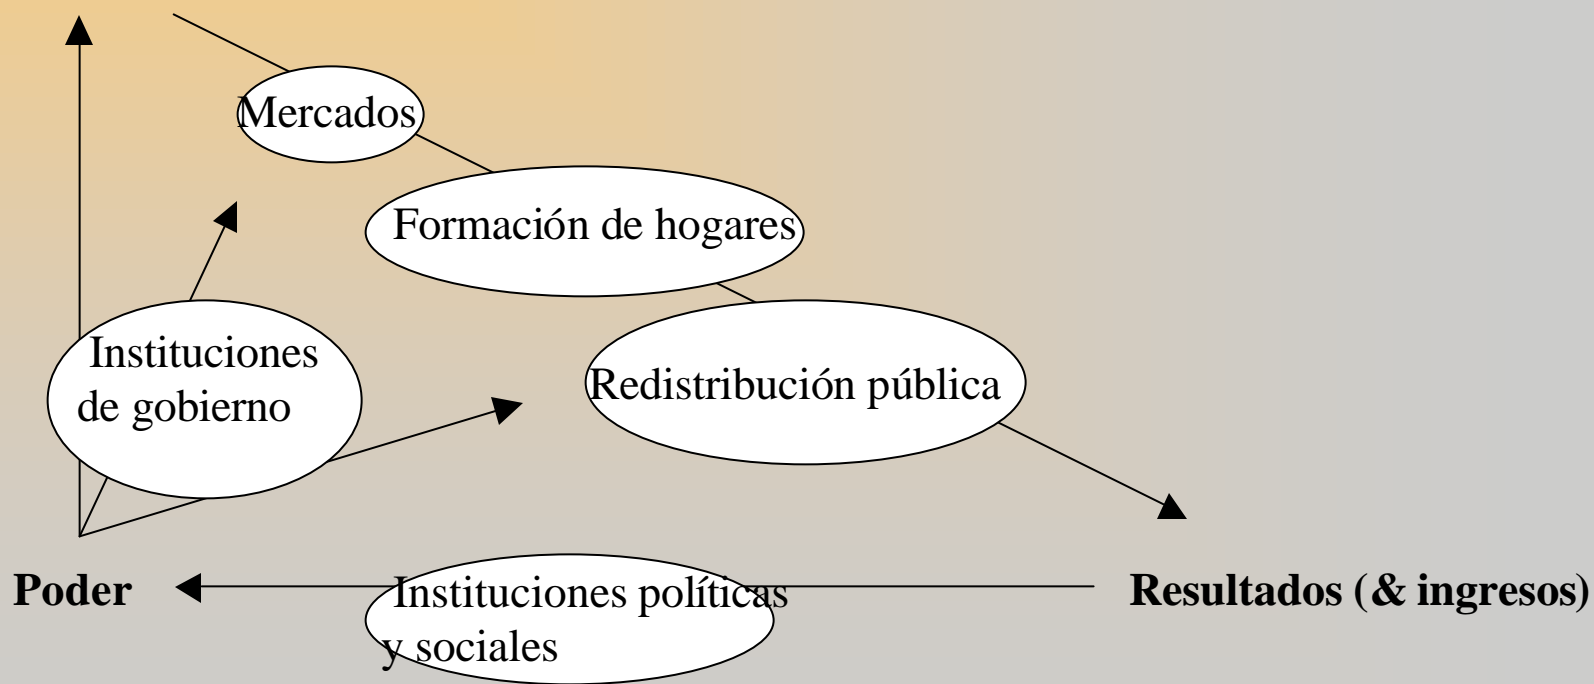 Mercados
Formación de hogares
Instituciones
de gobierno
Redistribución pública
Poder
Instituciones políticas
y sociales
Resultados (& ingresos)